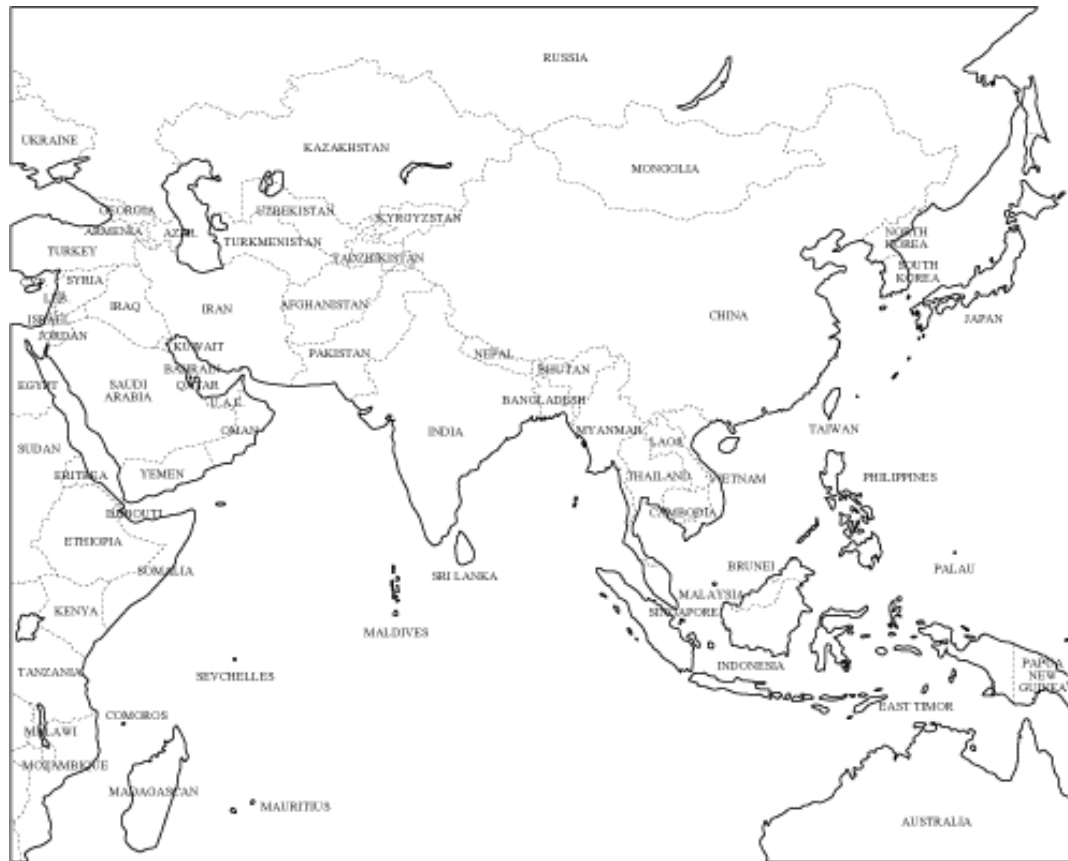 RUSSIA
UKRAINE
KAZAKHSTAN
MONGOLIA
GEORGIA
UZBEKISTAN
KYRGYZSTAN
ARMENIA
AZER.
TURKEY
TURKMENISTAN
TADZHIKISTAN
NORTH
KOREA
SOUTH
KOREA
SYRIA
LEB.
IRAQ
IRAN
AFGHANISTAN
CHINA
JAPAN
ISRAEL
JORDAN
KUWAIT
PAKISTAN
NEPAL
BHUTAN
BAHRAIN
QATAR
EGYPT
SAUDI
ARABIA
U.A.E.
BANGLADESH
OMAN
INDIA
MYANMAR
LAOS
TAIWAN
SUDAN
ERITREA
YEMEN
THAILAND
VIETNAM
PHILIPPINES
DJIBOUTI
CAMBODIA
ETHIOPIA
SOMALIA
SRI LANKA
BRUNEI
PALAU
KENYA
MALAYSIA
SINGAPORE
MALDIVES
TANZANIA
SEYCHELLES
INDONESIA
PAPUA
NEW
GUINEA
EAST TIMOR
COMOROS
MALAWI
MOZAMBIQUE
MADAGASCAN
MAURITIUS
AUSTRALIA